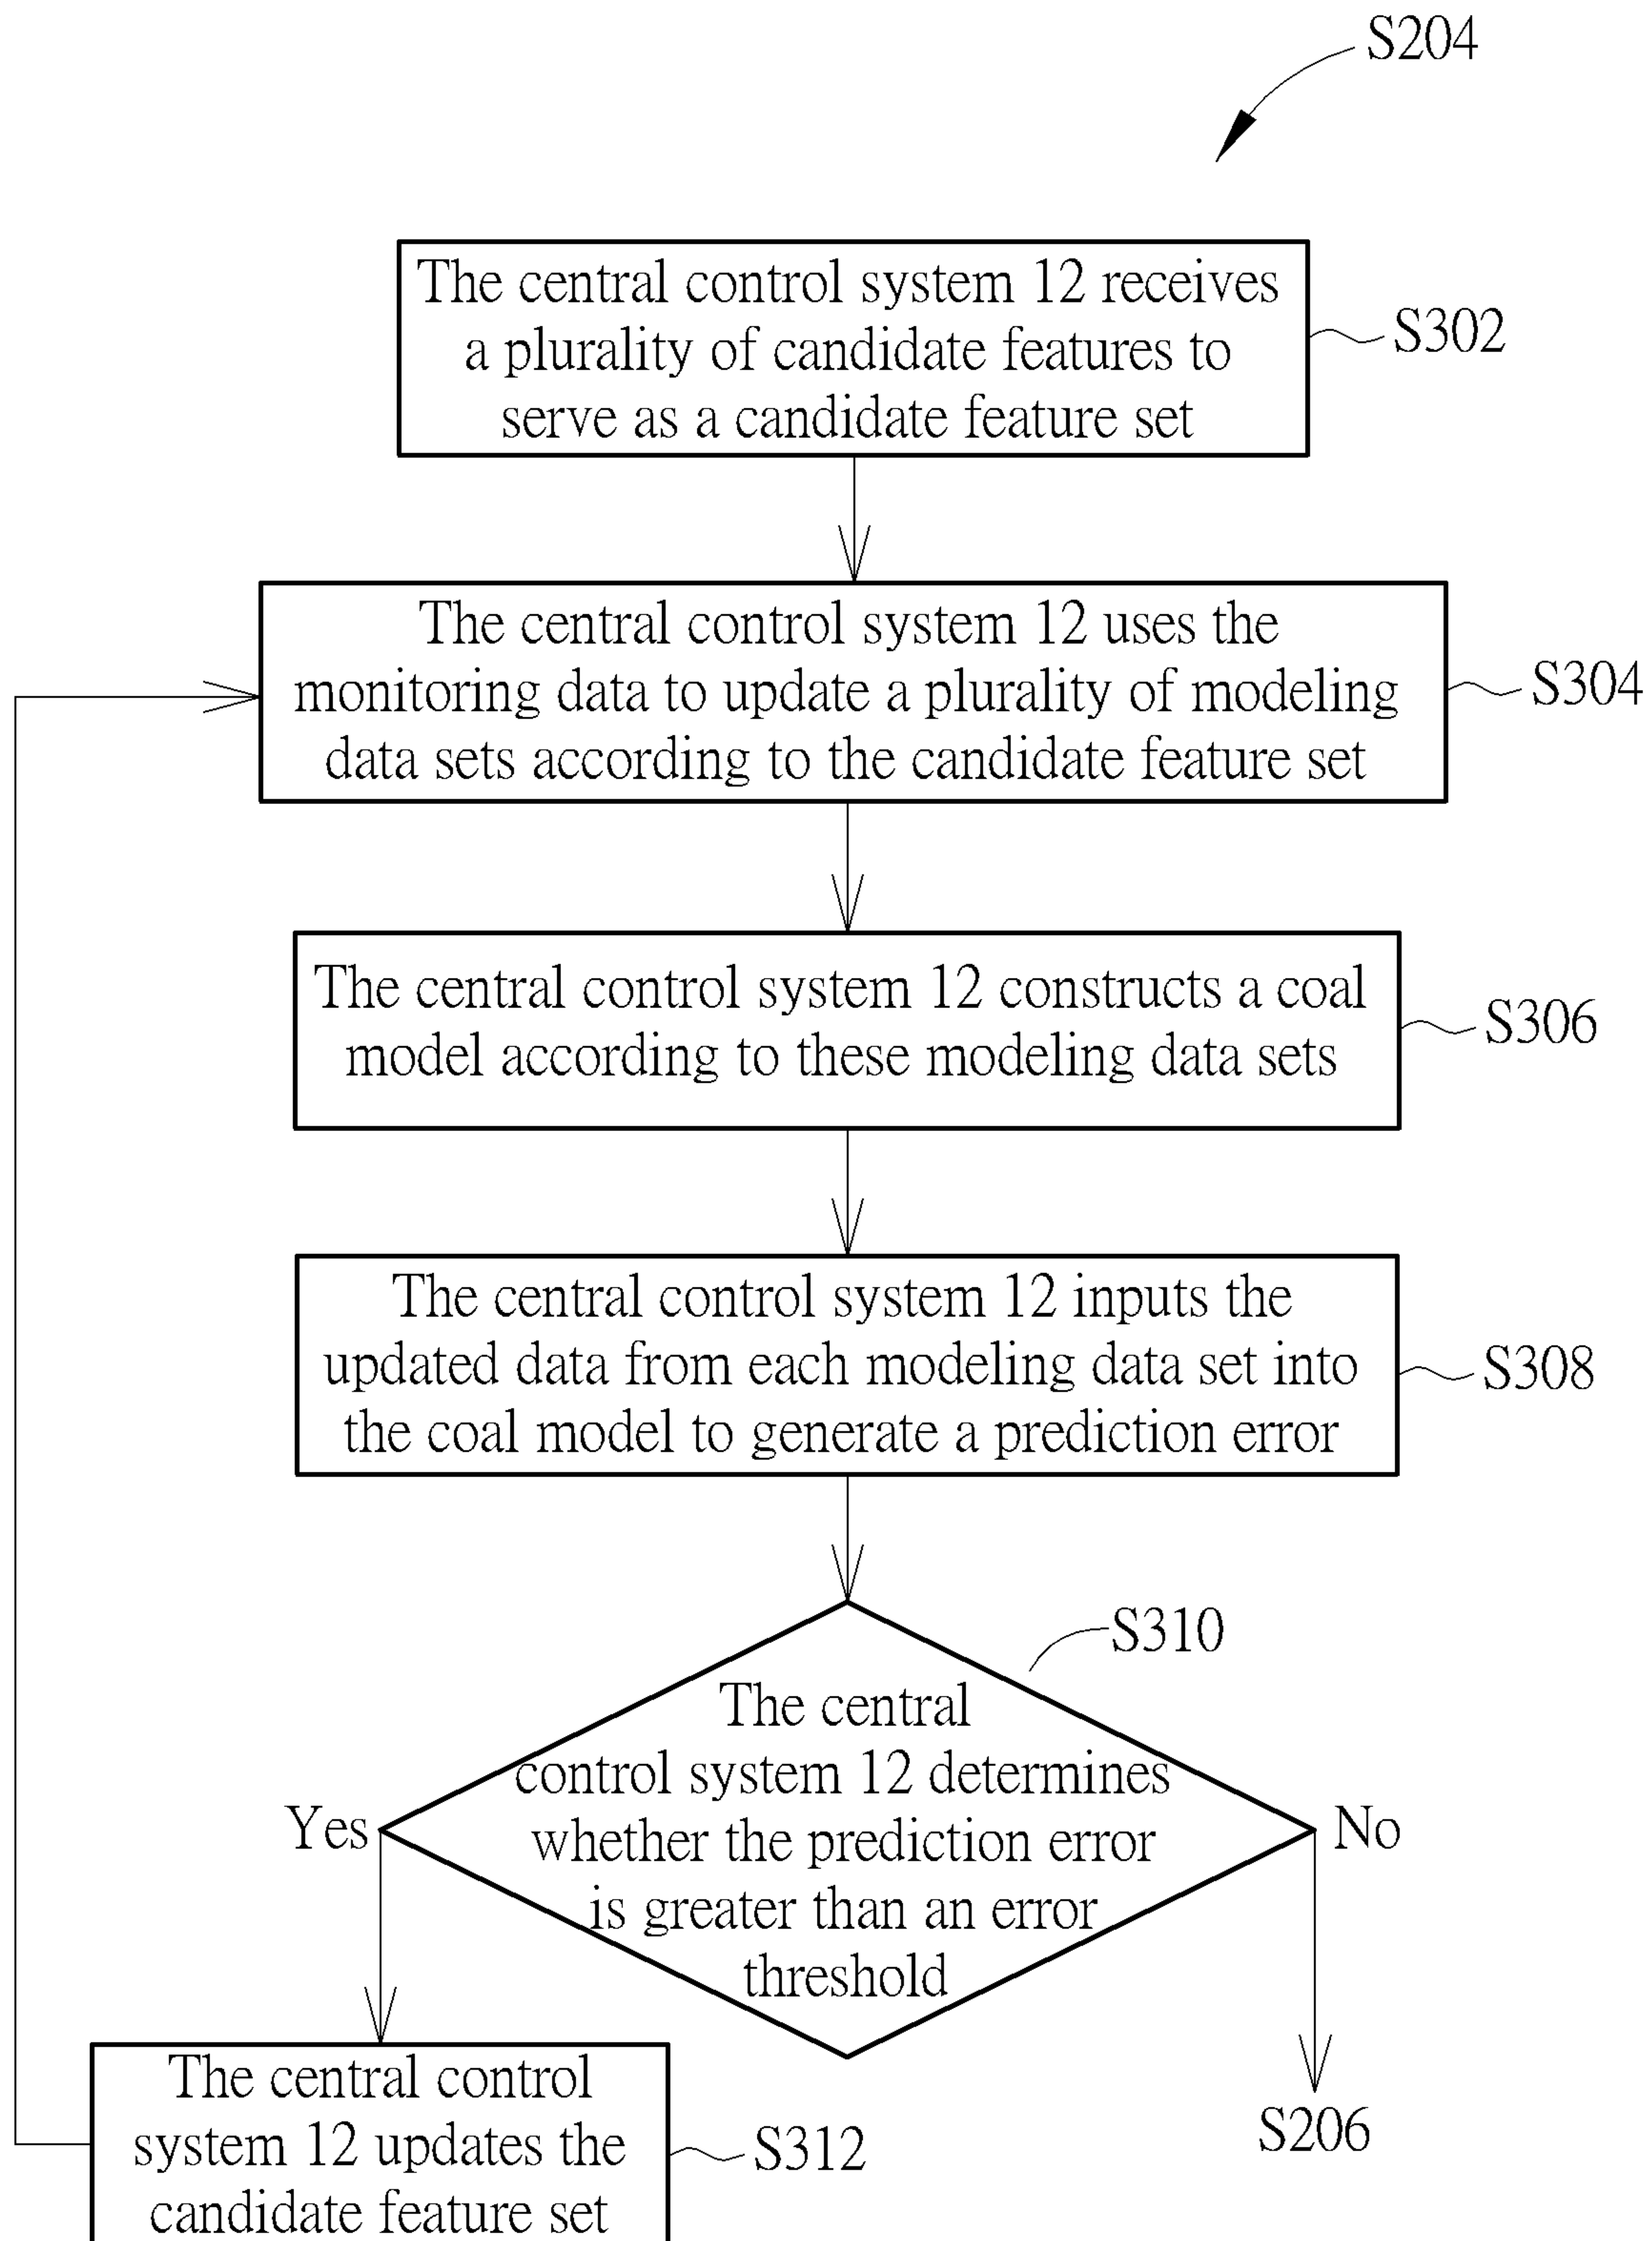 S204
The central control system 12 receives
a plurality of candidate features to
serve as a candidate feature set
S302
The central control system 12 uses the
monitoring data to update a plurality of modeling
data sets according to the candidate feature set
S304
The central control system 12 constructs a coal
model according to these modeling data sets
S306
The central control system 12 inputs the
updated data from each modeling data set into
the coal model to generate a prediction error
S308
S310
The central
control system 12 determines
whether the prediction error
is greater than an error
threshold
Yes
No
The central control
system 12 updates the
candidate feature set
S312
S206